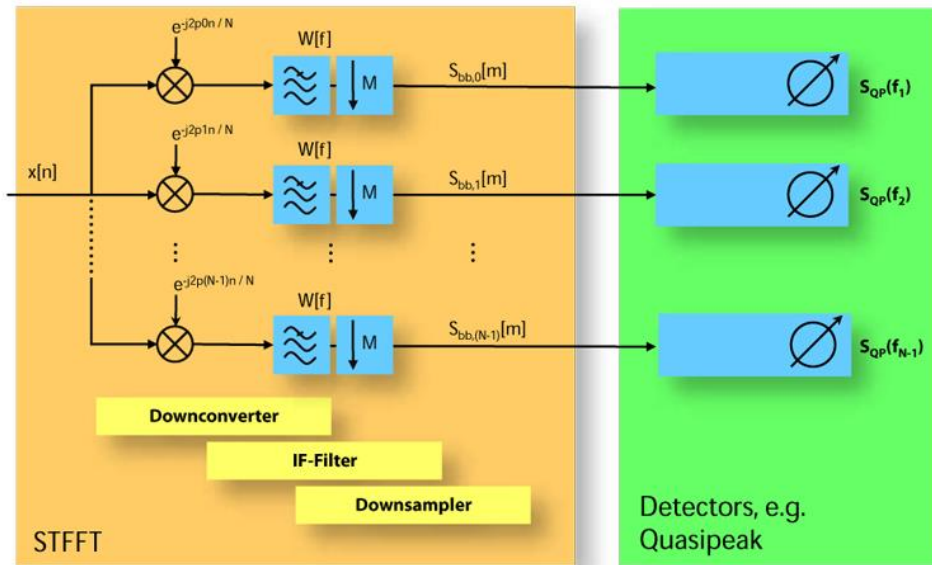 e-j2p0n / N
W[f]
M
Sbb,0[m]
SQP(f1)
e-j2p1n / N
W[f]
x[n]
M
Sbb,1[m]
SQP(f2)
e-j2p(N-1)n / N
W[f]
M
Sbb,(N-1)[m]
SQP(fN-1)
Downconverter
IF-Filter
Downsampler
STFFT
Detectors, e.g.
Quasipeak